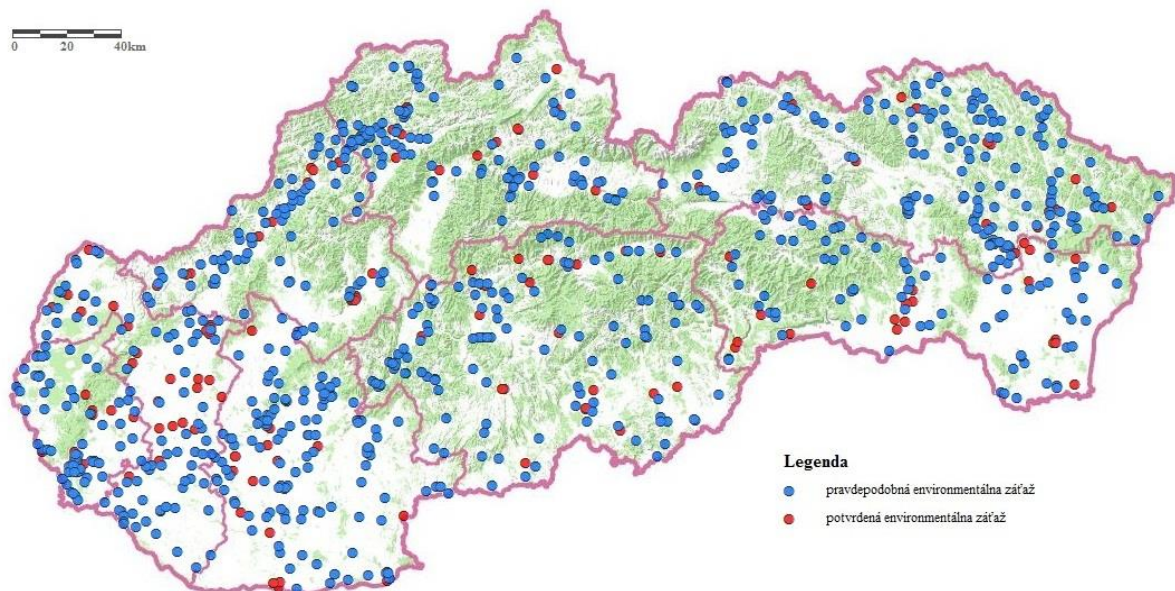 0 20 40km
Legenda
pravdepodobná environmentálna záťaž
potvrdená environmentálna záťaž